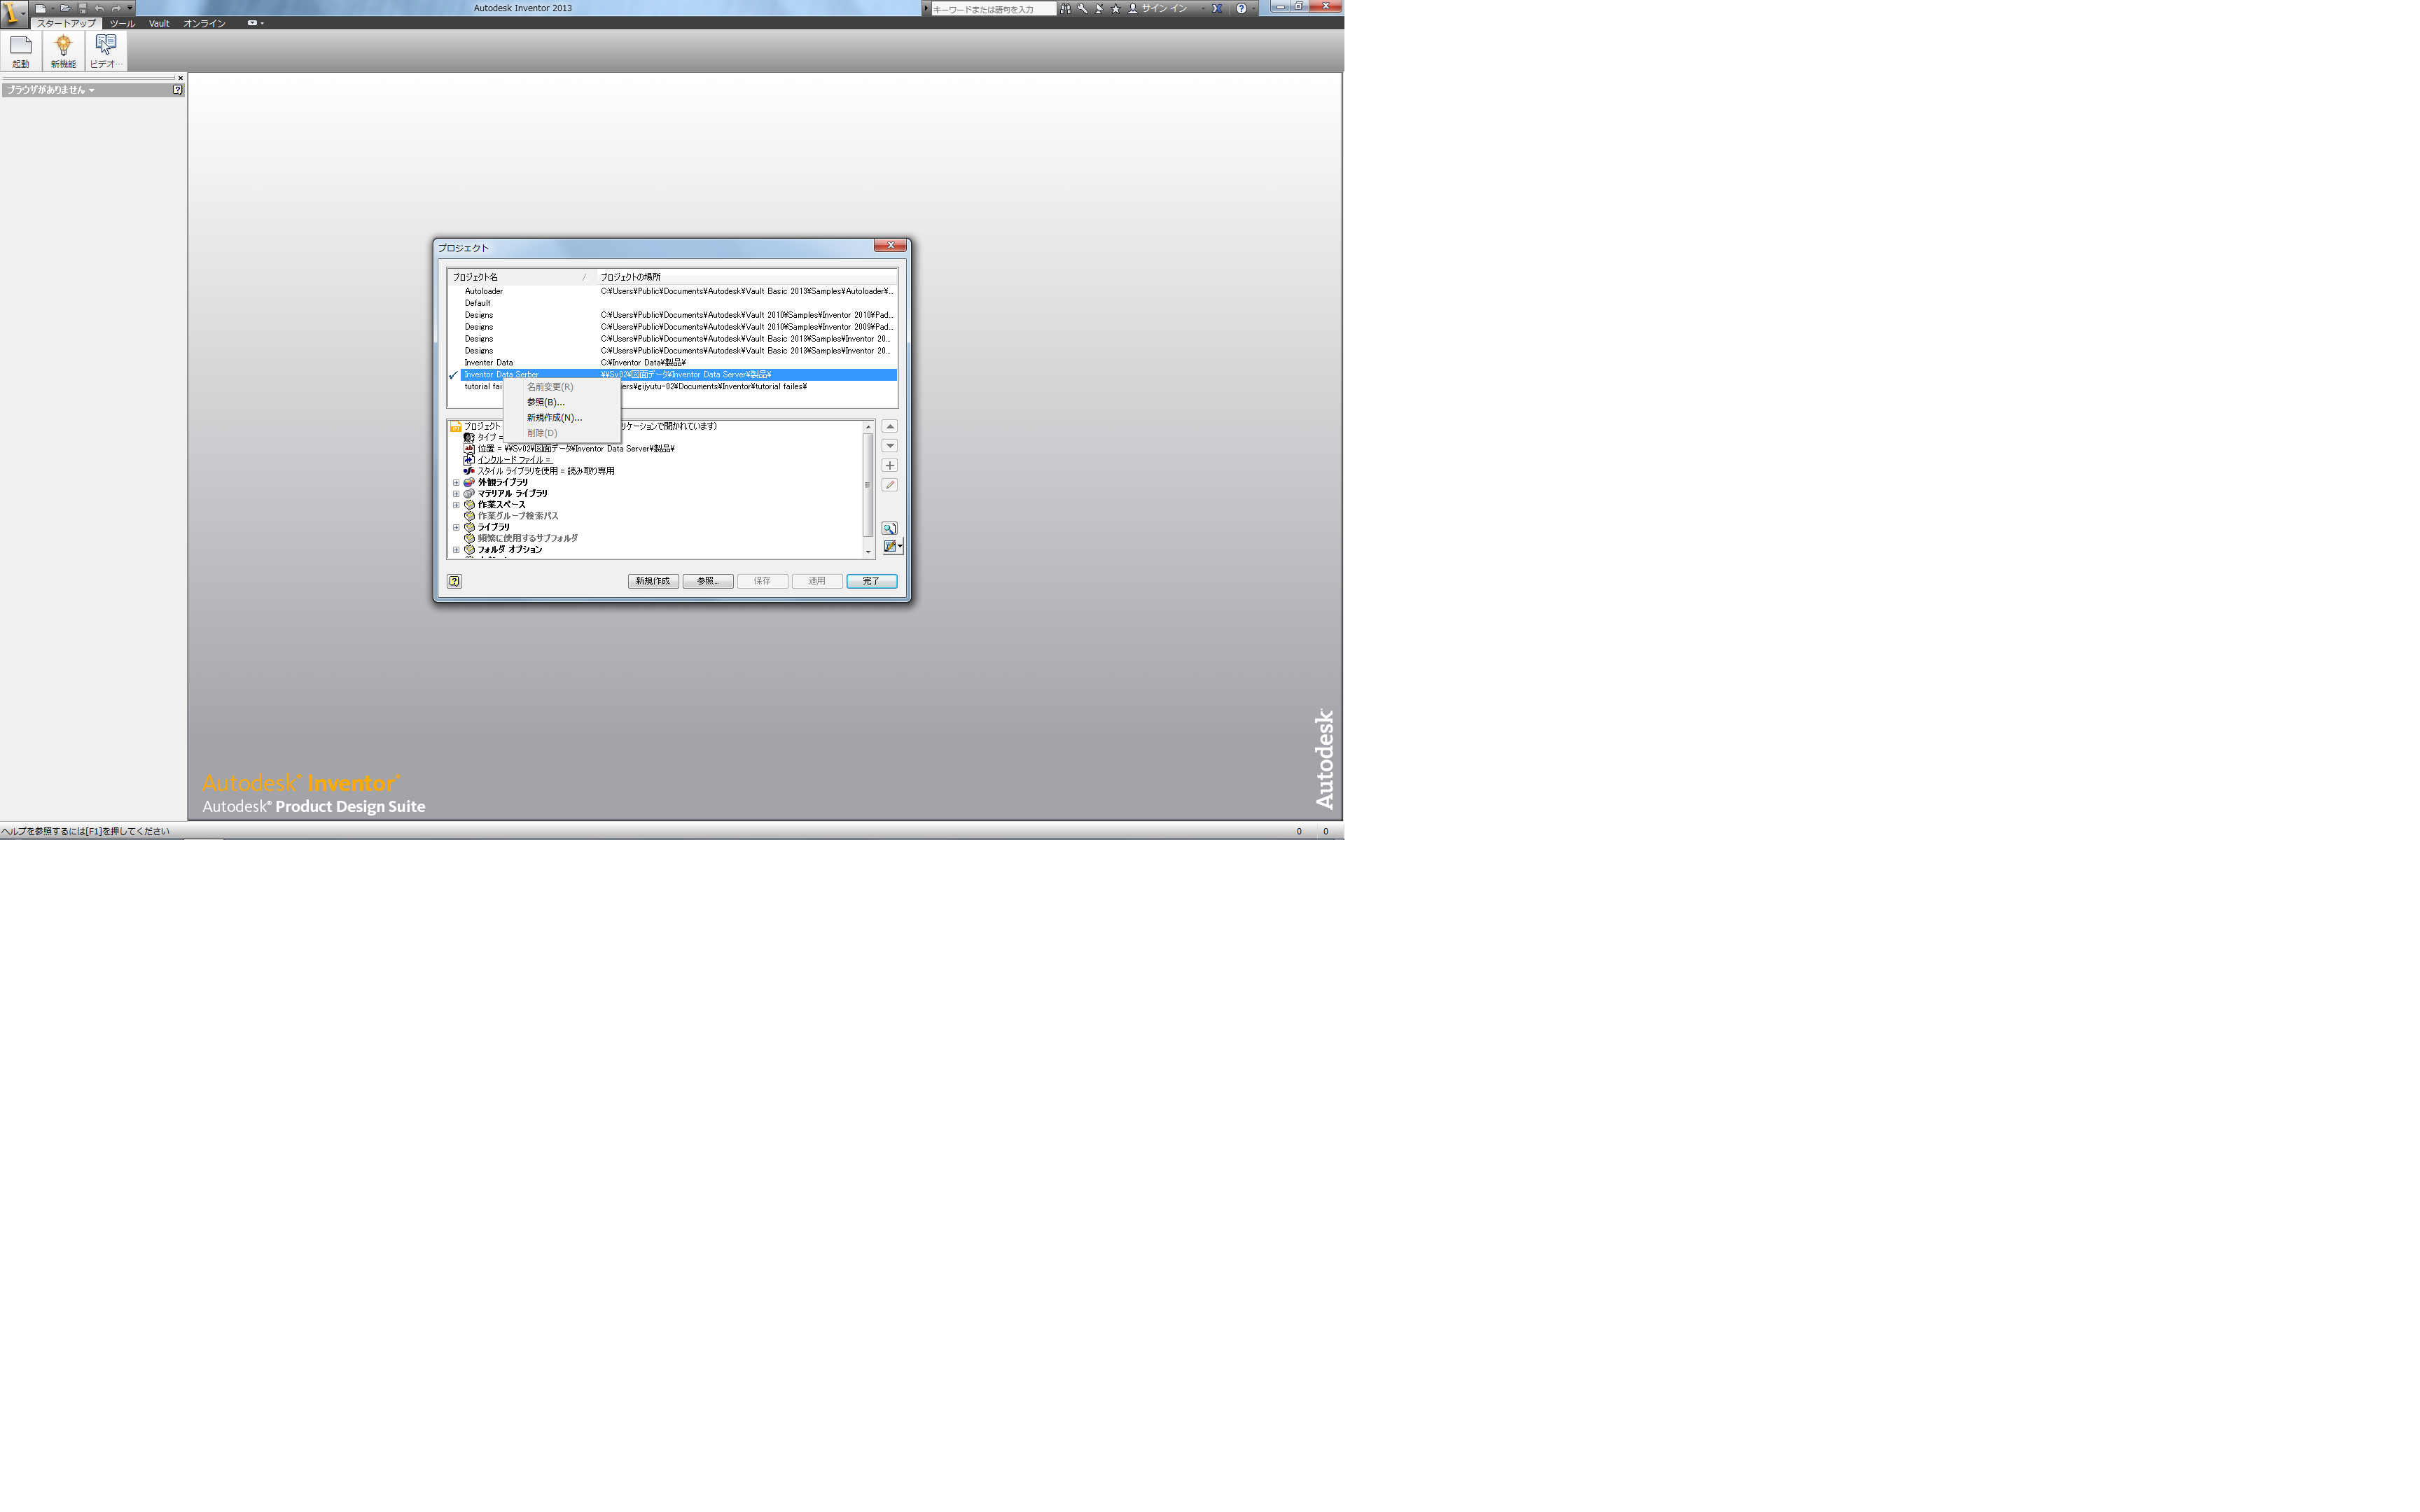 Autodesk Inventor 2013
キーワードまたは語句を入力
サイン イン
スタートアップ ツール Vault オンライン
起動 新機能 ビデオ…
ブラウザがありません
プロジェクト
プロジェクト名 プロジェクトの場所
Autoloader C:¥Users¥Public¥Documents¥Autodesk¥Vault Basic 2013¥Samples¥Autoloader¥...
Default
Designs C:¥Users¥Public¥Documents¥Autodesk¥Vault 2010¥Samples¥Inventor 2010¥Pad...
Designs C:¥Users¥Public¥Documents¥Autodesk¥Vault 2010¥Samples¥Inventor 2009¥Pad...
Designs C:¥Users¥Public¥Documents¥Autodesk¥Vault Basic 2013¥Samples¥Inventor 20...
Designs C:¥Users¥Public¥Documents¥Autodesk¥Vault Basic 2013¥Samples¥Inventor 20...
Inventer Data C:¥Inventor Data¥製品¥
Inventor Data Serber ¥¥Sv02¥図面データ¥Inventor Data Server¥製品¥
tutorial fai ers¥gijyutu-02¥Documents¥Inventor¥tutorial failes¥
名前変更(R)
参照(B)...
新規作成(N)...
削除(D)
プロジェクト リケーションで開かれています)
タイプ =
位置 = ¥¥Sv02¥図面データ¥Inventor Data Server¥製品¥
インクルード ファイル =
スタイル ライブラリを使用 = 読み取り専用
外観ライブラリ
マテリアル ライブラリ
作業スペース
作業グループ検索パス
ライブラリ
頻繁に使用するサブフォルダ
フォルダ オプション
新規作成 参照... 保存 適用 完了
Autodesk
Autodesk® Inventor®
Autodesk® Product Design Suite
ヘルプを参照するには[F1]を押してください
0 0